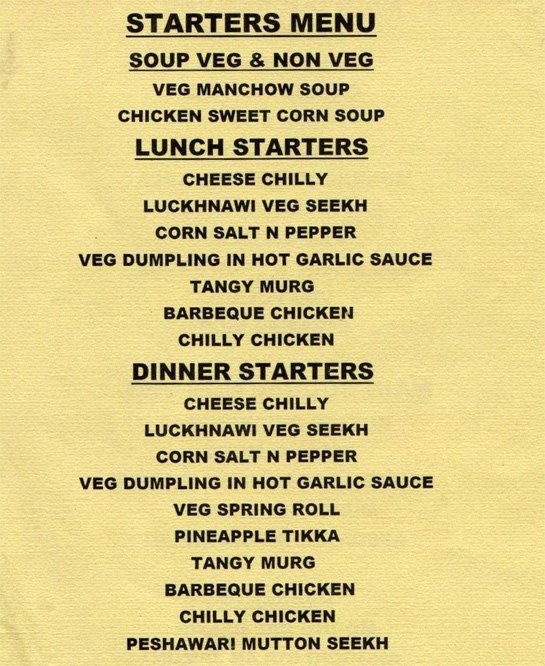 STARTERS MENU
SOUP VEG & NON VEG
VEG MANCHOW SOUP
CHICKEN SWEET CORN SOUP
LUNCH STARTERS
CHEESE CHILLY
LUCKHNAWI VEG SEEKH
CORN SALT N PEPPER
VEG DUMPLING IN HOT GARLIC SAUCE
TANGY MURG
BARBEQUE CHICKEN
CHILLY CHICKEN
DINNER STARTERS
CHEESE CHILLY
LUCKHNAWI VEG SEEKH
CORN SALT N PEPPER
VEG DUMPLING IN HOT GARLIC SAUCE
VEG SPRING ROLL
PINEAPPLE TIKKA
TANGY MURG
BARBEQUE CHICKEN
CHILLY CHICKEN
PESHAWARI MUTTON SEEKH